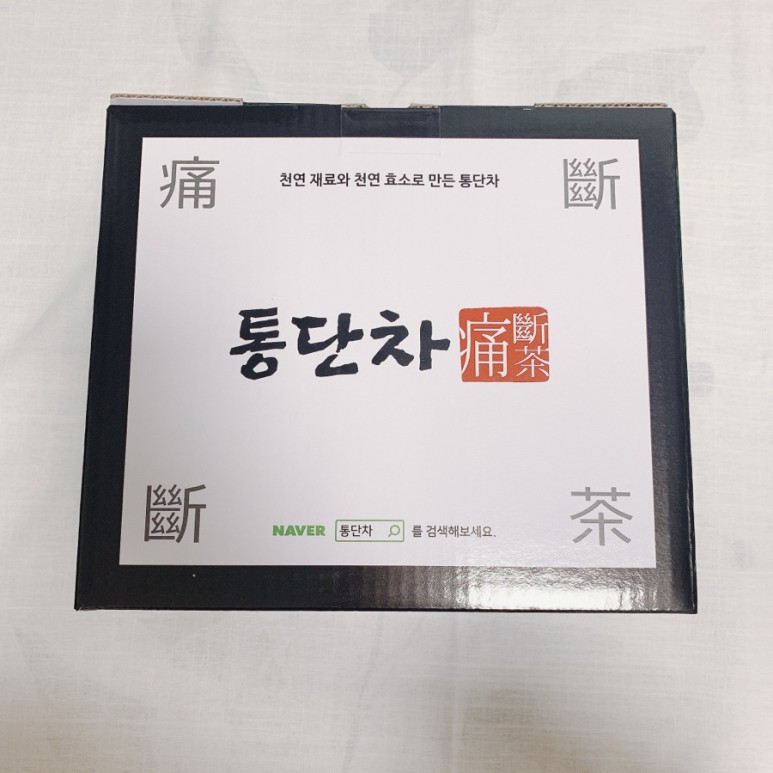 痛
천연 재료와 천연 효소로 만든 통단차
斷
통단차 痛斷茶
斷
NAVER 통단차 를 검색해보세요.
茶